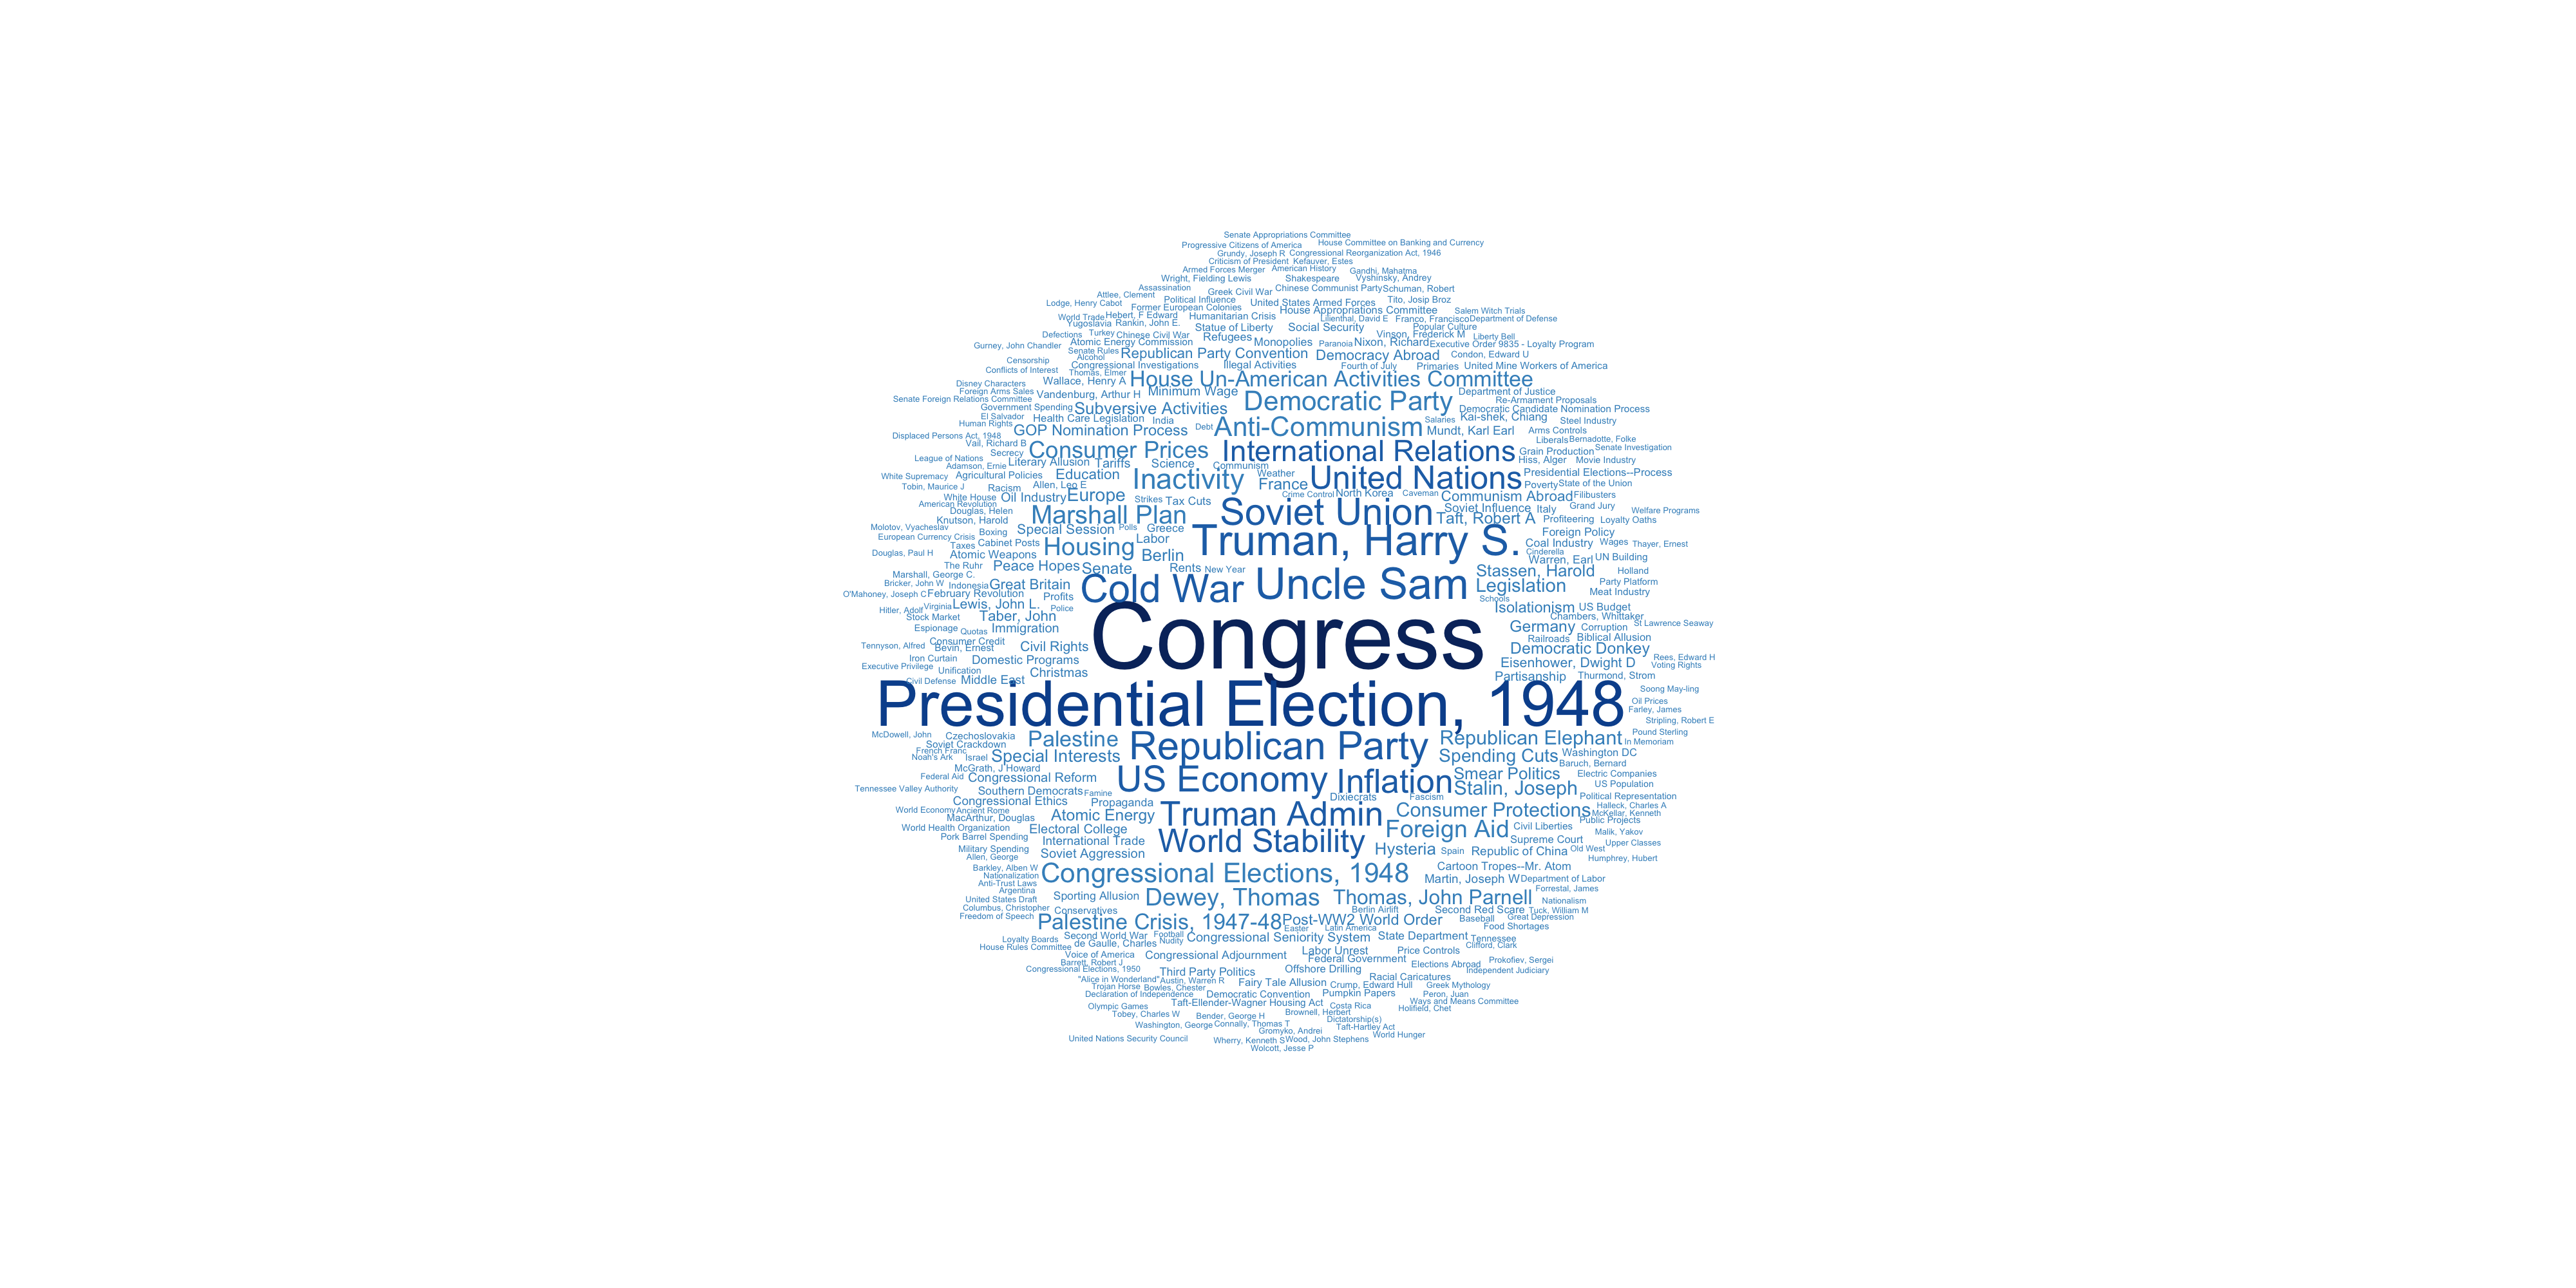 Senate Appropriations Committee
Progressive Citizens of America House Committee on Banking and Currency
Grundy, Joseph R Congressional Reorganization Act, 1946
Criticism of President Kefauver, Estes
Armed Forces Merger American History Gandhi, Mahatma
Wright, Fielding Lewis Shakespeare Vyshinsky, Andrey
Assassination Greek Civil War Chinese Communist Party Schuman, Robert
Attlee, Clement Political Influence United States Armed Forces Tito, Josip Broz
Lodge, Henry Cabot Former European Colonies House Appropriations Committee Salem Witch Trials
World Trade Hebert, F Edward Humanitarian Crisis Lilienthal, David E Franco, Francisco Department of Defense
Yugoslavia Rankin, John E. Statue of Liberty Social Security Popular Culture
Defections Turkey Chinese Civil War Refugees Vinson, Frederick M Liberty Bell
Gurney, John Chandler Atomic Energy Commission Monopolies Paranoia Nixon, Richard Executive Order 9835 - Loyalty Program
Senate Rules Republican Party Convention Democracy Abroad Condon, Edward U
Censorship Alcohol Congressional Investigations Illegal Activities Fourth of July Primaries United Mine Workers of America
Conflicts of Interest Thomas, Elmer
Disney Characters Wallace, Henry A House Un-American Activities Committee
Foreign Arms Sales Vandenburg, Arthur H Minimum Wage Department of Justice
Senate Foreign Relations Committee Democratic Party Re-Armament Proposals
Government Spending Subversive Activities Democratic Candidate Nomination Process
El Salvador Health Care Legislation India Salaries Kai-shek, Chiang Steel Industry
Human Rights GOP Nomination Process Debt Anti-Communism Mundt, Karl Earl Arms Controls
Displaced Persons Act, 1948 Liberals Bernadotte, Folke
Vail, Richard B Consumer Prices International Relations Grain Production Senate Investigation
Secrecy
League of Nations Literary Allusion Tariffs Science Communism Hiss, Alger Movie Industry
Adamson, Ernie
White Supremacy Agricultural Policies Education Inactivity Weather United Nations Presidential Elections--Process
Tobin, Maurice J Racism Allen, Leo E France Poverty State of the Union
White House Oil Industry Europe Strikes Tax Cuts Crime Control North Korea Caveman Communism Abroad Filibusters
American Revolution Soviet Influence Italy Grand Jury
Douglas, Helen Marshall Plan Soviet Union Welfare Programs
Knutson, Harold Taft, Robert A Profiteering Loyalty Oaths
Molotov, Vyacheslav Boxing Special Session Polls Greece Foreign Policy
European Currency Crisis Truman, Harry S.
Taxes Cabinet Posts Housing Labor Coal Industry Wages Thayer, Ernest
Douglas, Paul H Atomic Weapons Berlin Cinderella UN Building
The Ruhr Peace Hopes Senate Rents New Year Warren, Earl
Marshall, George C. Stassen, Harold Holland
Bricker, John W Indonesia Great Britain Cold War Uncle Sam Legislation Party Platform
O'Mahoney, Joseph C February Revolution Profits Meat Industry
Hitler, Adolf Virginia Lewis, John L. Police Schools Isolationism US Budget
Stock Market Taber, John Chambers, Whittaker
Espionage Quotas Immigration Congress Germany Corruption St Lawrence Seaway
Consumer Credit Railroads Biblical Allusion
Tennyson, Alfred Bevin, Ernest Civil Rights Democratic Donkey
Iron Curtain Domestic Programs Eisenhower, Dwight D Rees, Edward H
Executive Privilege Unification Christmas Voting Rights
Civil Defense Middle East Partisanship Thurmond, Strom
Soong May-ling
Presidential Election, 1948 Oil Prices
Farley, James
Stripling, Robert E
McDowell, John Czechoslovakia Palestine Republican Party Republican Elephant Pound Sterling
Soviet Crackdown In Memoriam
French Franc
Noah's Ark Israel Special Interests Spending Cuts Washington DC
McGrath, J Howard Baruch, Bernard
Federal Aid Congressional Reform US Economy Inflation Smear Politics Electric Companies
Tennessee Valley Authority Southern Democrats Famine Stalin, Joseph US Population
Congressional Ethics Propaganda Dixiecrats Fascism Political Representation
World Economy Ancient Rome Truman Admin Consumer Protections Halleck, Charles A
MacArthur, Douglas Atomic Energy McKellar, Kenneth
Public Projects
World Health Organization Electoral College Foreign Aid Civil Liberties Malik, Yakov
Pork Barrel Spending International Trade World Stability Supreme Court Upper Classes
Military Spending Soviet Aggression Hysteria Spain Republic of China Old West
Allen, George Humphrey, Hubert
Barkley, Alben W Congressional Elections, 1948 Cartoon Tropes--Mr. Atom
Nationalization Martin, Joseph W Department of Labor
Anti-Trust Laws
Argentina Forrestal, James
United States Draft Sporting Allusion Dewey, Thomas Thomas, John Parnell Nationalism
Columbus, Christopher Conservatives Berlin Airlift Second Red Scare Tuck, William M
Freedom of Speech Palestine Crisis, 1947-48 Post-WW2 World Order Baseball Great Depression
Easter Latin America Food Shortages
Loyalty Boards Second World War Football Congressional Seniority System State Department Tennessee
House Rules Committee de Gaulle, Charles Nudity Clifford, Clark
Voice of America Congressional Adjournment Labor Unrest Price Controls
Barrett, Robert J Federal Government Elections Abroad Prokofiev, Sergei
Congressional Elections, 1950 Third Party Politics Offshore Drilling Independent Judiciary
"Alice in Wonderland" Austin, Warren R Fairy Tale Allusion Racial Caricatures
Trojan Horse Bowles, Chester Crump, Edward Hull Greek Mythology
Declaration of Independence Democratic Convention Pumpkin Papers Peron, Juan
Olympic Games Taft-Ellender-Wagner Housing Act Costa Rica Ways and Means Committee
Tobey, Charles W Bender, George H Brownell, Herbert Holifield, Chet
Washington, George Connally, Thomas T Dictatorship(s)
Gromyko, Andrei Taft-Hartley Act
United Nations Security Council Wherry, Kenneth S Wood, John Stephens World Hunger
Wolcott, Jesse P